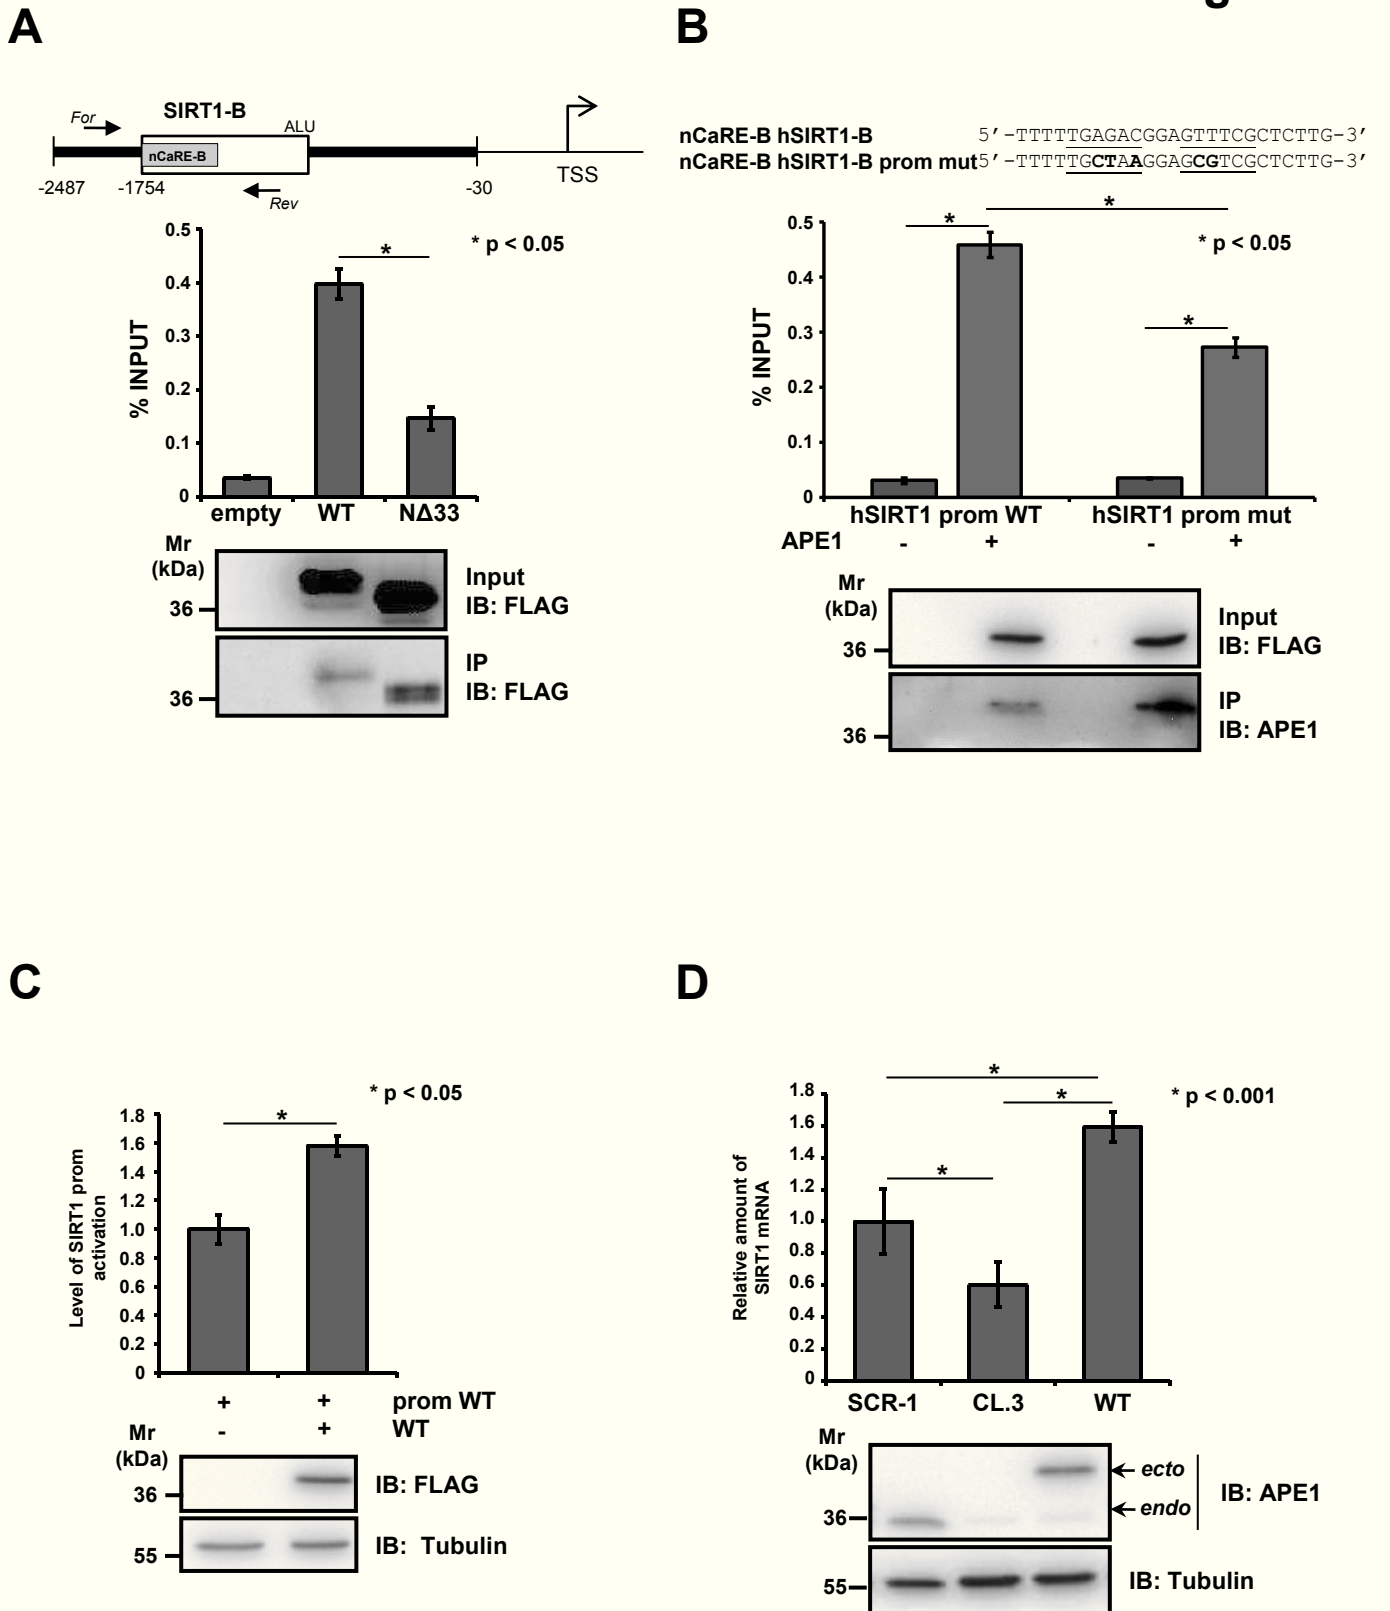 A
For
SIRT1-B
ALU
nCaRE-B
-2487
-1754
Rev
-30
TSS
* p < 0.05
*
% INPUT
0.5
0.4
0.3
0.2
0.1
0
empty WT NΔ33
Mr
(kDa)
36
Input
IB: FLAG
36
IP
IB: FLAG
B
nCaRE-B hSIRT1-B 5'-TTTTTGAGACGGAGTTTCGCTCTTG-3'
nCaRE-B hSIRT1-B prom mut 5'-TTTTTGCTAAGGAGCGTCGCTCTTG-3'
*
*
*
* p < 0.05
% INPUT
0.5
0.4
0.3
0.2
0.1
0
hSIRT1 prom WT hSIRT1 prom mut
APE1 - + - +
Mr
(kDa)
36
Input
IB: FLAG
36
IP
IB: APE1
C
* p < 0.05
*
Level of SIRT1 prom
activation
1.8
1.6
1.4
1.2
1.0
0.8
0.6
0.4
0.2
0
+ + prom WT
- + WT
Mr
(kDa)
36
IB: FLAG
55
IB: Tubulin
D
*
*
*
* p < 0.001
Relative amount of
SIRT1 mRNA
1.8
1.6
1.4
1.2
1.0
0.8
0.6
0.4
0.2
0
SCR-1 CL.3 WT
Mr
(kDa)
36
ecto
endo
IB: APE1
55
IB: Tubulin